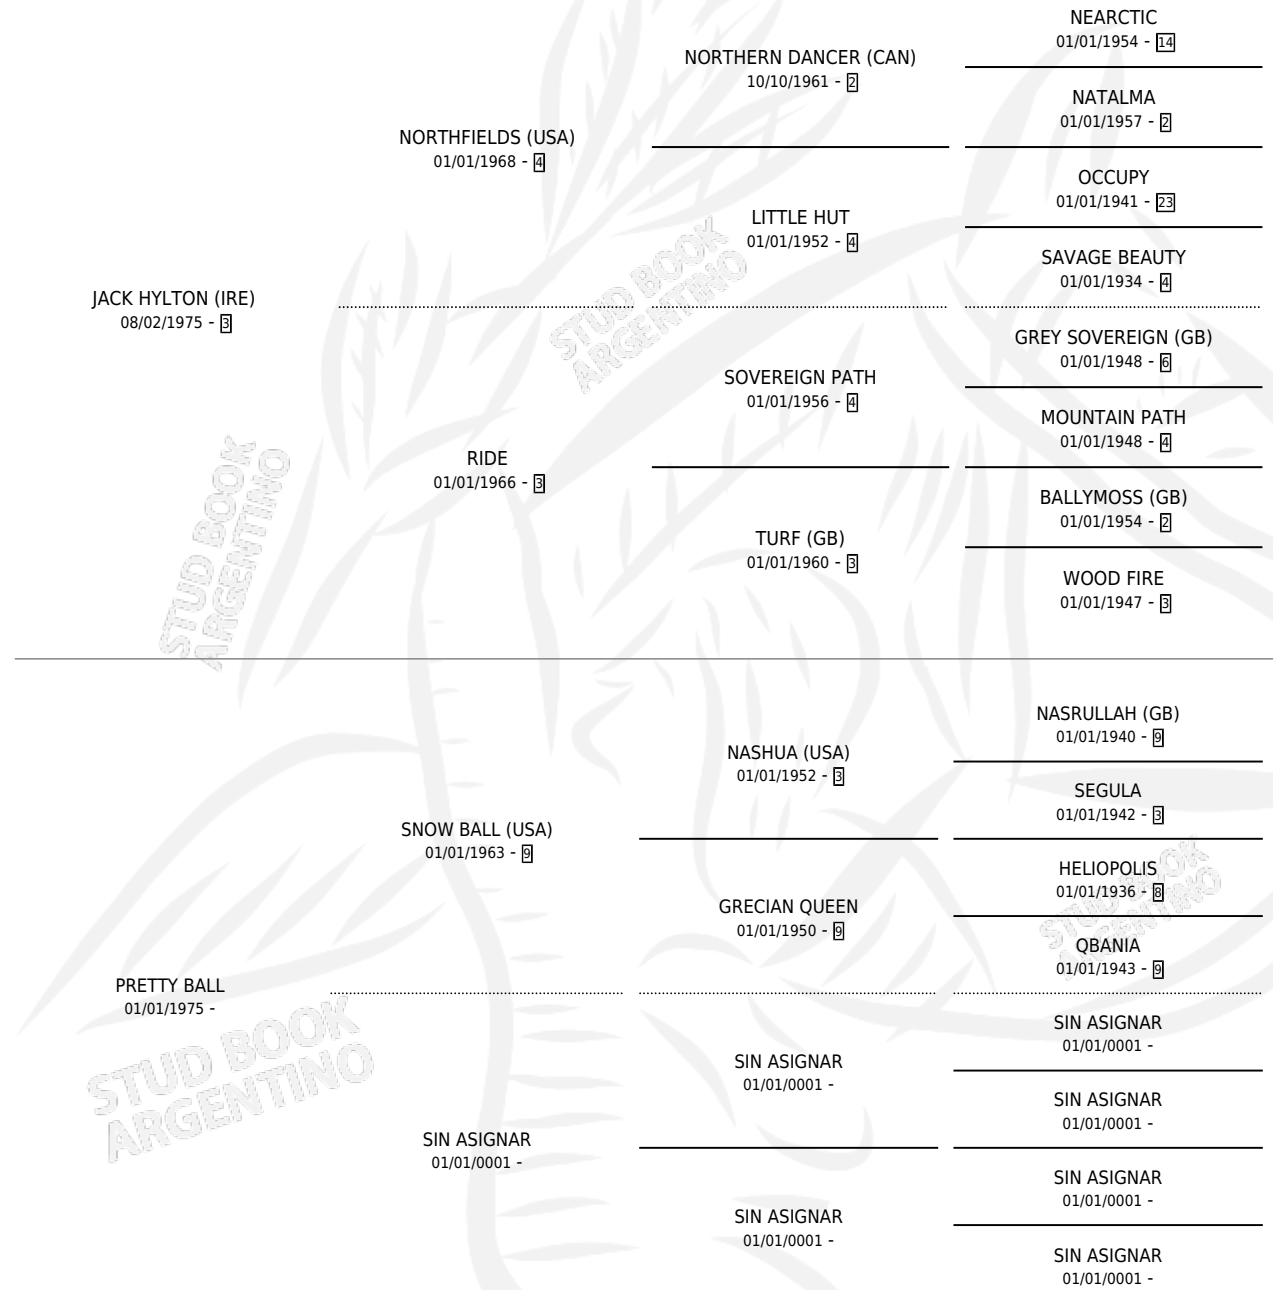 JACK HYLTON (IRE)
08/02/1975 - 3
NORTHFIELDS (USA)
01/01/1968 - 4
RIDE
01/01/1966 - 3
NORTHERN DANCER (CAN)
10/10/1961 - 2
LITTLE HUT
01/01/1952 - 4
SOVEREIGN PATH
01/01/1956 - 4
TURF (GB)
01/01/1960 - 3
NEARCTIC
01/01/1954 - 14
NATALMA
01/01/1957 - 2
OCCUPY
01/01/1941 - 23
SAVAGE BEAUTY
01/01/1934 - 4
GREY SOVEREIGN (GB)
01/01/1948 - 6
MOUNTAIN PATH
01/01/1948 - 4
BALLYMOSS (GB)
01/01/1954 - 2
WOOD FIRE
01/01/1947 - 3
PRETTY BALL
01/01/1975 -
SNOW BALL (USA)
01/01/1963 - 9
SIN ASIGNAR
01/01/0001 -
NASHUA (USA)
01/01/1952 - 3
GRECIAN QUEEN
01/01/1950 - 9
SIN ASIGNAR
01/01/0001 -
SIN ASIGNAR
01/01/0001 -
NASRULLAH (GB)
01/01/1940 - 9
SEGULA
01/01/1942 - 3
HELIOPOLIS
01/01/1936 - 8
QBANIA
01/01/1943 - 9
SIN ASIGNAR
01/01/0001 -
SIN ASIGNAR
01/01/0001 -
SIN ASIGNAR
01/01/0001 -
SIN ASIGNAR
01/01/0001 -
STUD BOOK
ARGENTINO
STUD BOOK
ARGENTINO
STUD BOOK
ARGENTINO
STUD BOOK
ARGENTINO